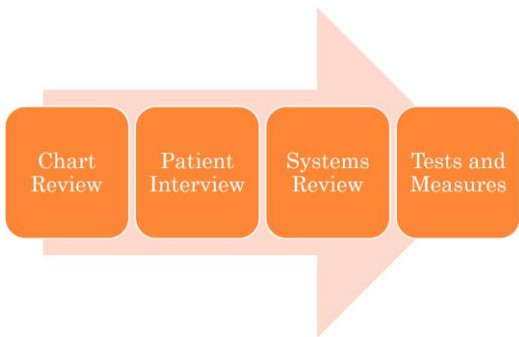 Chart
Review
Patient
Interview
Systems
Review
Tests and
Measures